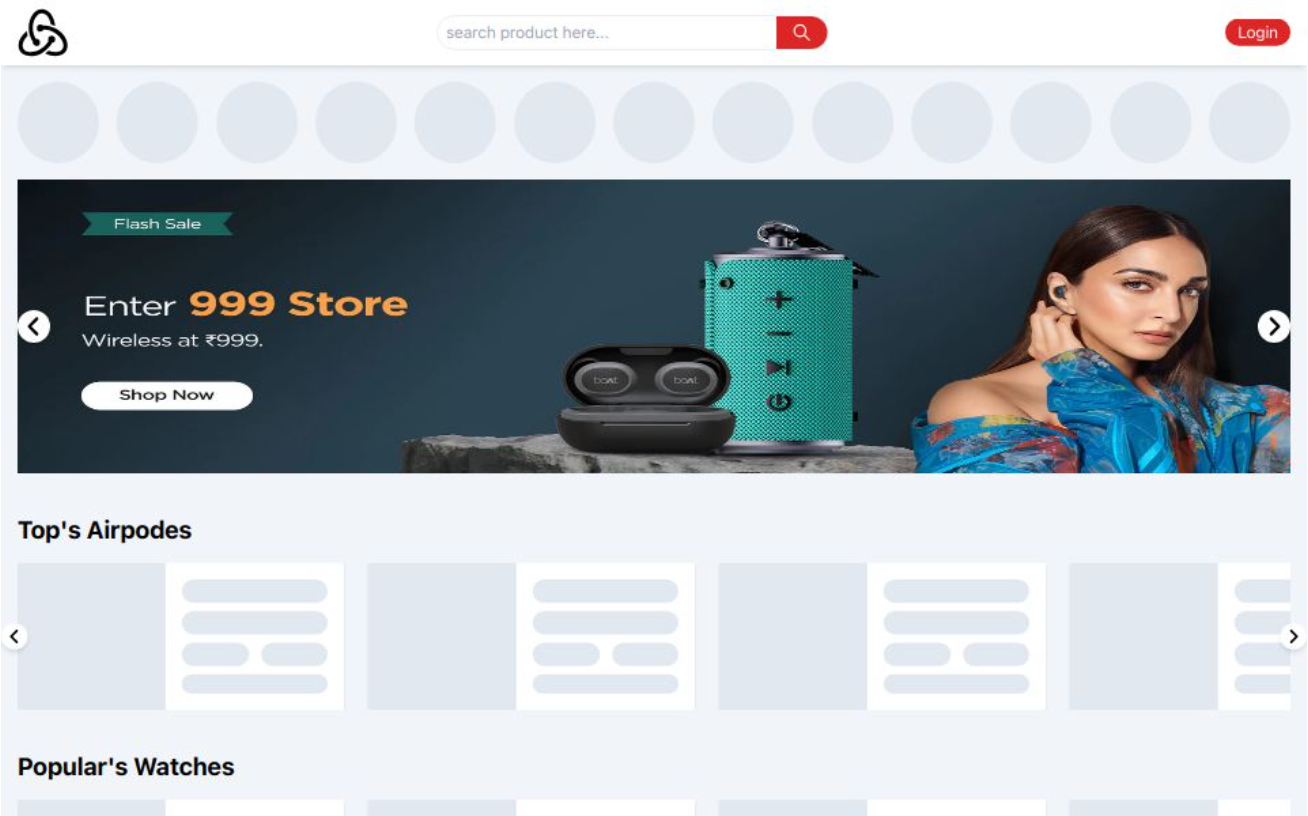 search product here...
Login
Flash Sale
Enter 999 Store
Wireless at ₹999.
Shop Now
boat boat
Top's Airpodes
Popular's Watches